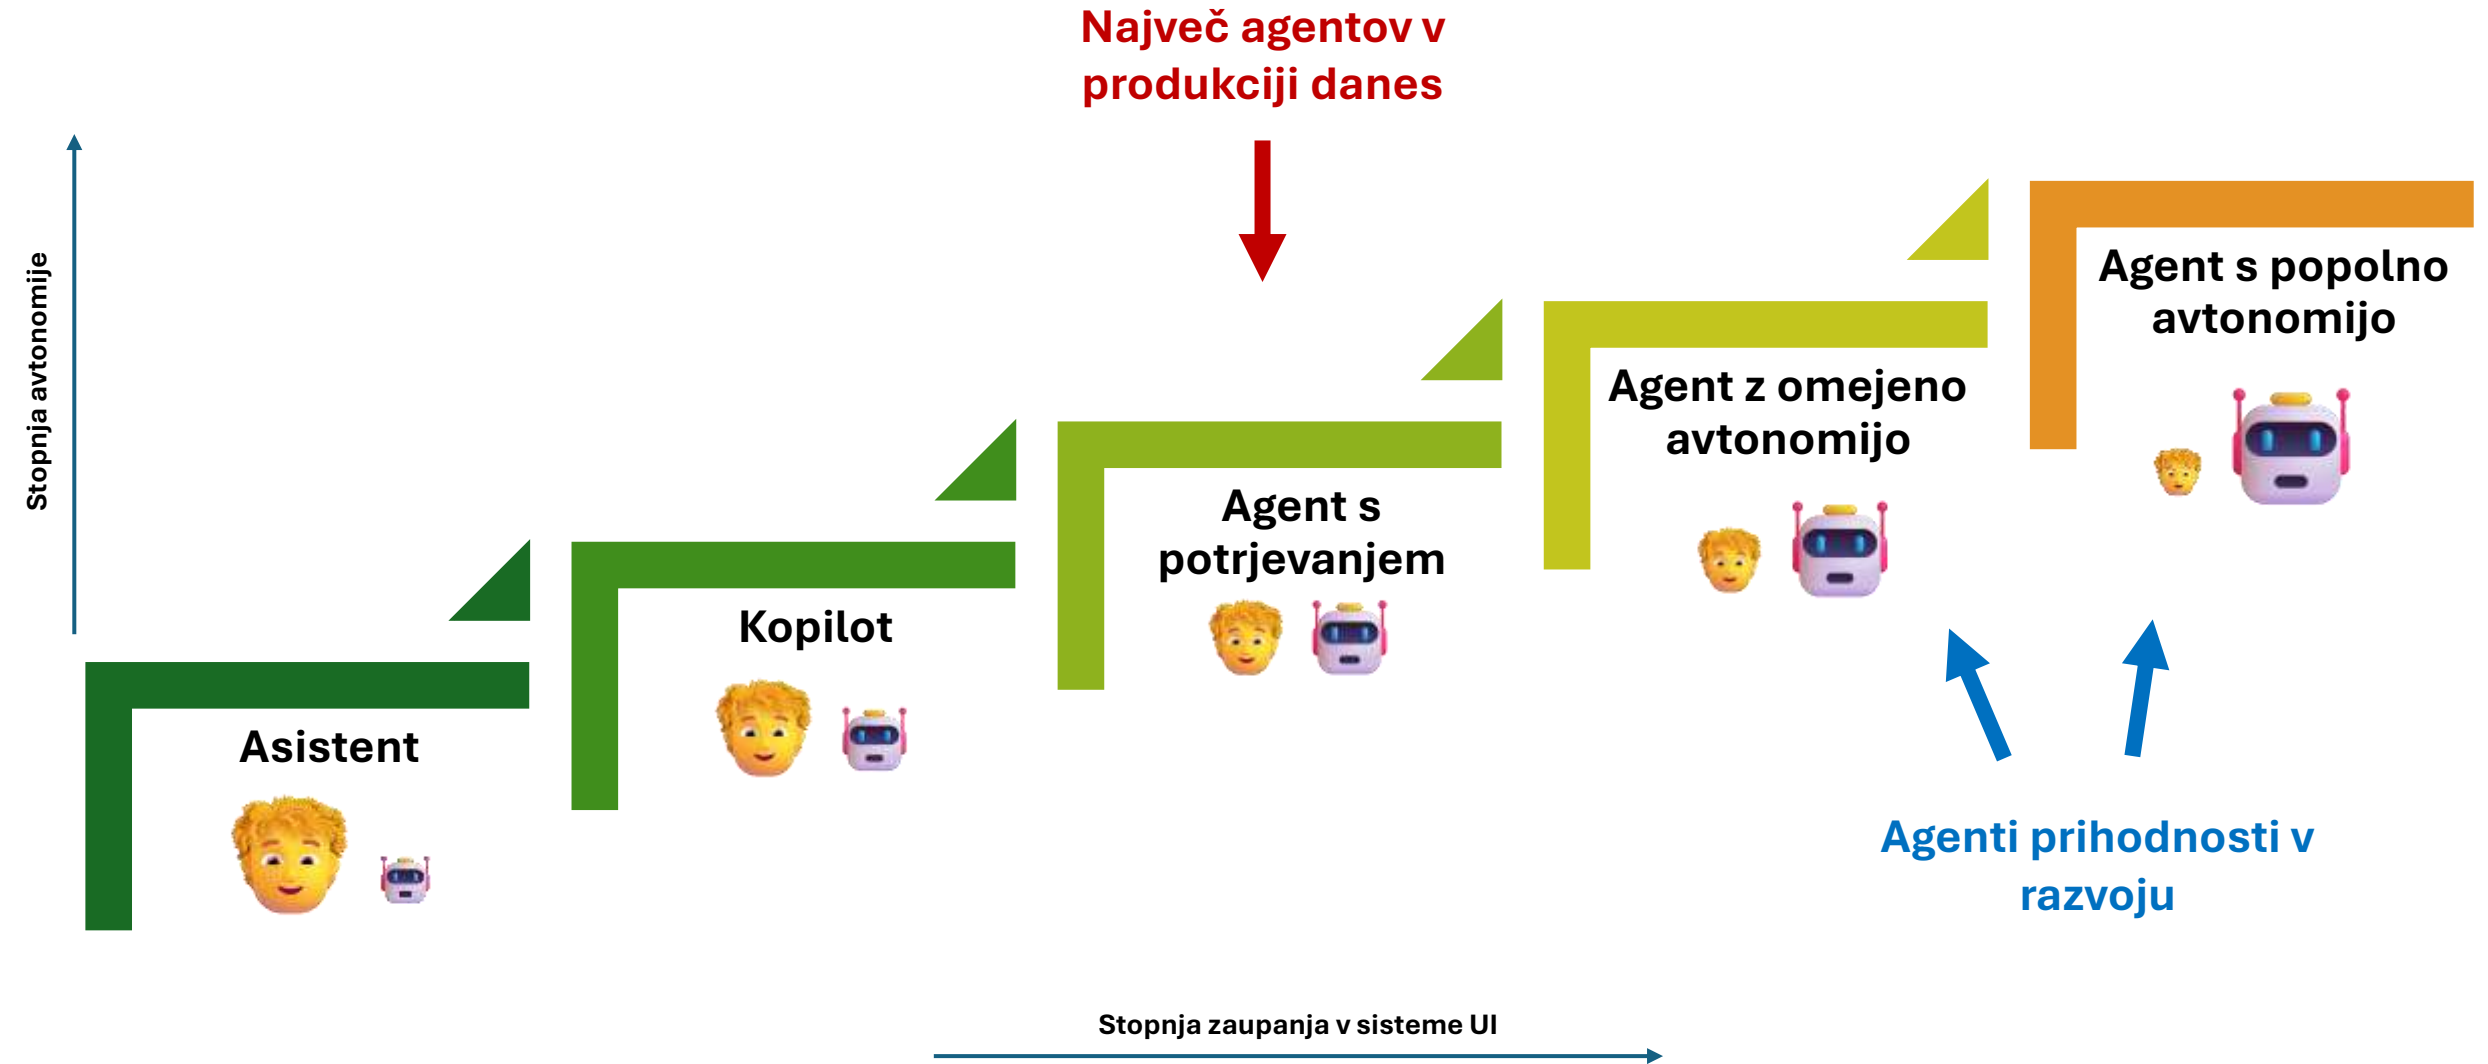 Največ agentov v
produkciji danes
Stopnja avtonomije
Agent s popolno
avtonomijo
Agent z omejeno
avtonomijo
Agent s
potrjevanjem
Kopilot
Asistent
Agenti prihodnosti v
razvoju
Stopnja zaupanja v sisteme UI